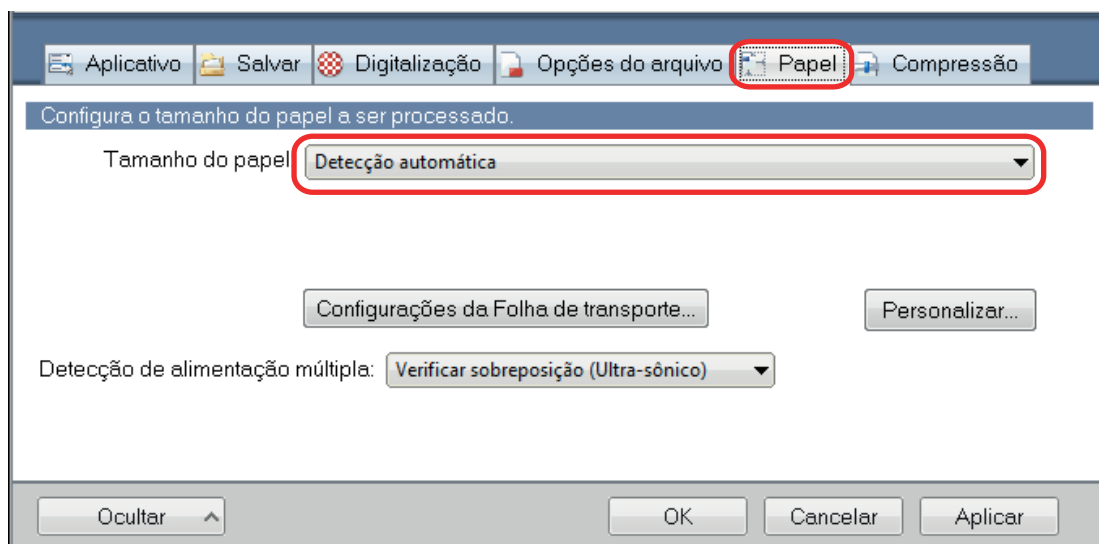 Aplicativo Salvar Digitalização Opções do arquivo Papel Compressão
Configura o tamanho do papel a ser processado.
Tamanho do papel Detecção automática
Configurações da Folha de transporte... Personalizar...
Detecção de alimentação múltipla: Verificar sobreposição (Ultra-sônico)
Ocultar OK Cancelar Aplicar